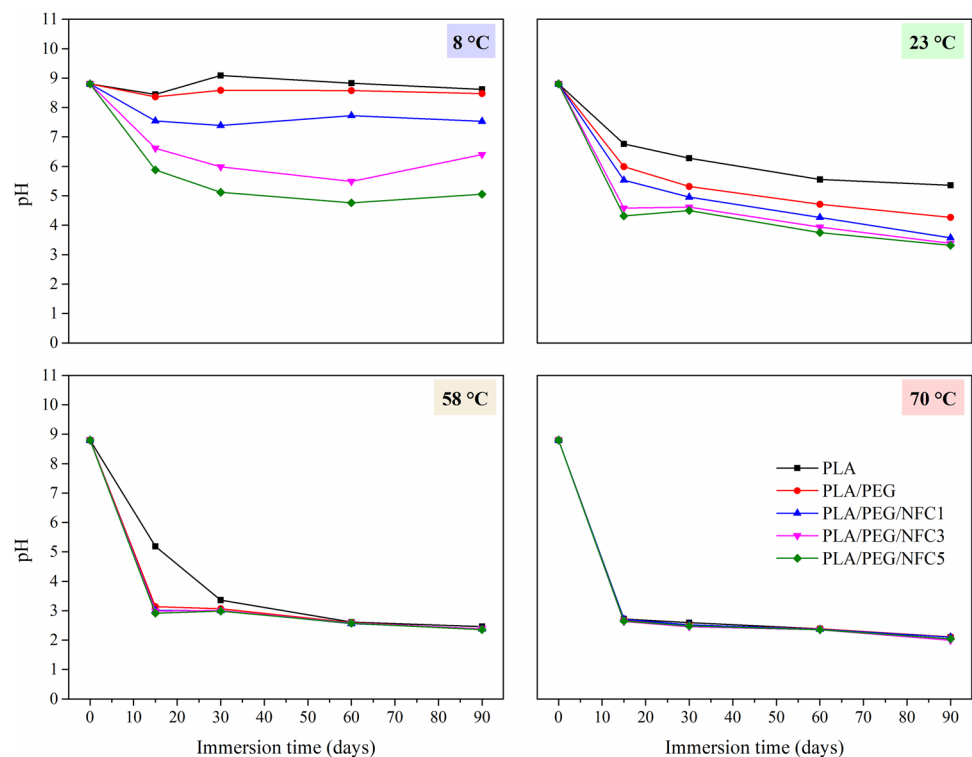 11
10
9
8
7
6
5
4
3
2
1
0
pH
8 °C
23 °C
11
10
9
8
7
6
5
4
3
2
1
0
pH
58 °C
0 10 20 30 40 50 60 70 80 90
Immersion time (days)
70 °C
PLA
PLA/PEG
PLA/PEG/NFC1
PLA/PEG/NFC3
PLA/PEG/NFC5
0 10 20 30 40 50 60 70 80 90
Immersion time (days)